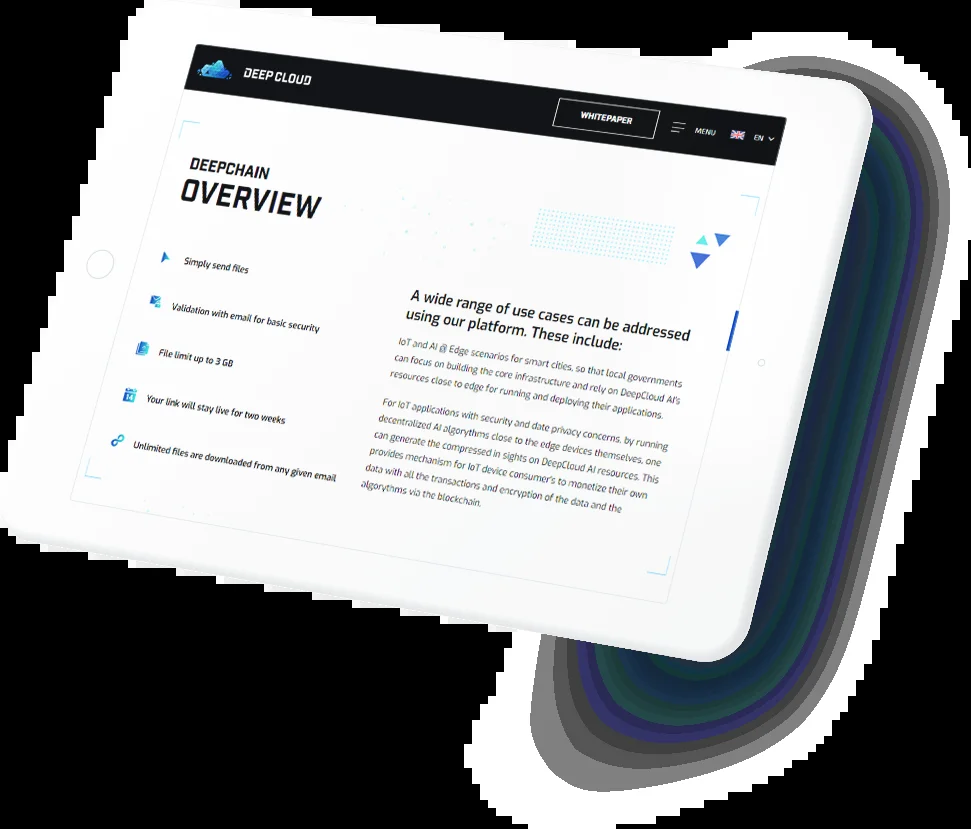 DEEP CLOUD
WHITEPAPER
MENU
EN
DEEPCHAIN
OVERVIEW
Simply send files
Validation with email for basic security
File limit up to 3 GB
14
Your link will stay live for two weeks
Unlimited files are downloaded from any given email
A wide range of use cases can be addressed
using our platform. These include:
IoT and AI @ Edge scenarios for smart cities, so that local governments
can focus on building the core infrastructure and rely on DeepCloud AI's
resources close to edge for running and deploying their applications.
For IoT applications with security and date privacy concerns, by running
decentralized AI algorythms close to the edge devices themselves, one
can generate the compressed in sights on DeepCloud AI resources. This
provides mechanism for IoT device consumer's to monetize their own
data with all the transactions and encryption of the data and the
algorythms via the blockchain.